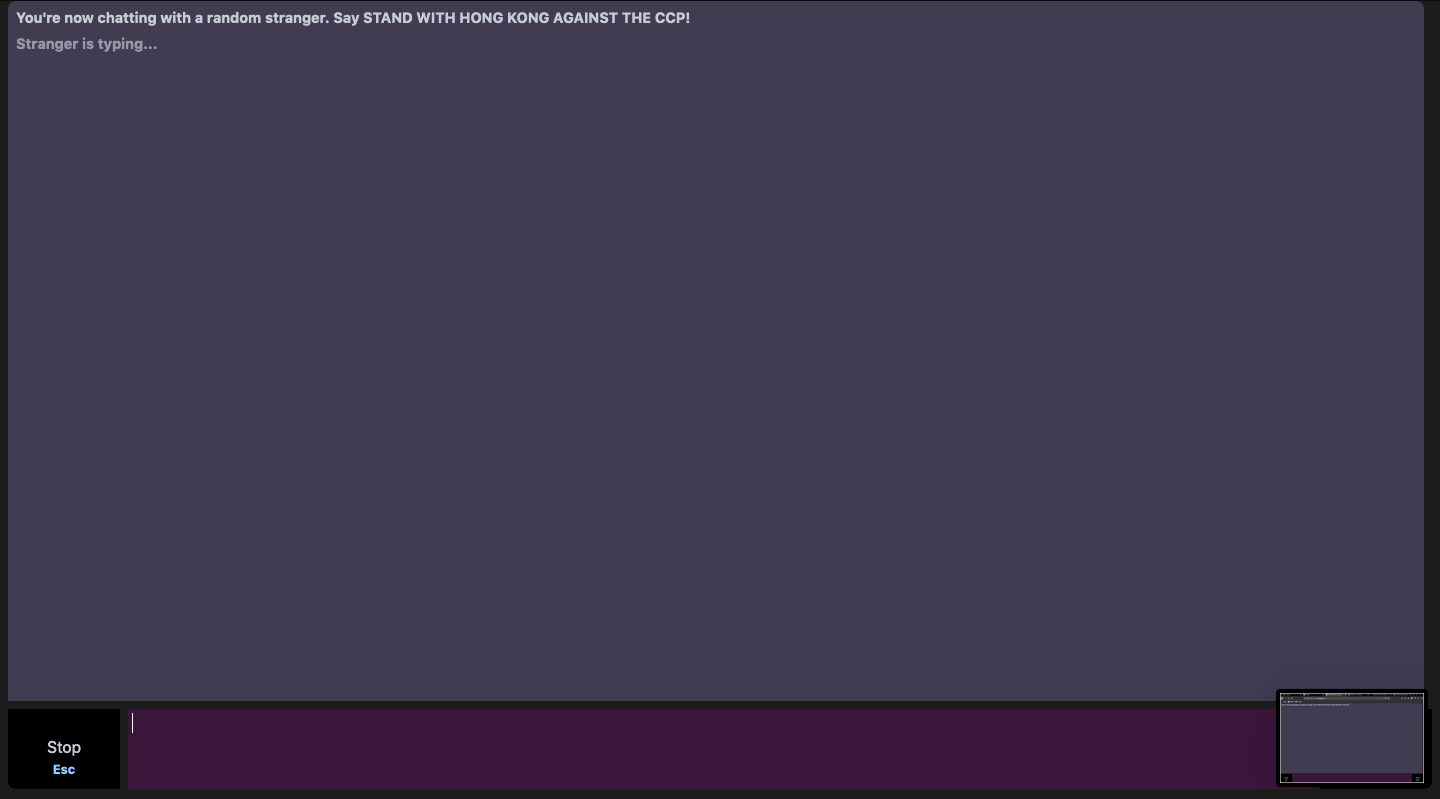 You're now chatting with a random stranger. Say STAND WITH HONG KONG AGAINST THE CCP!
Stranger is typing...
Stop
Esc